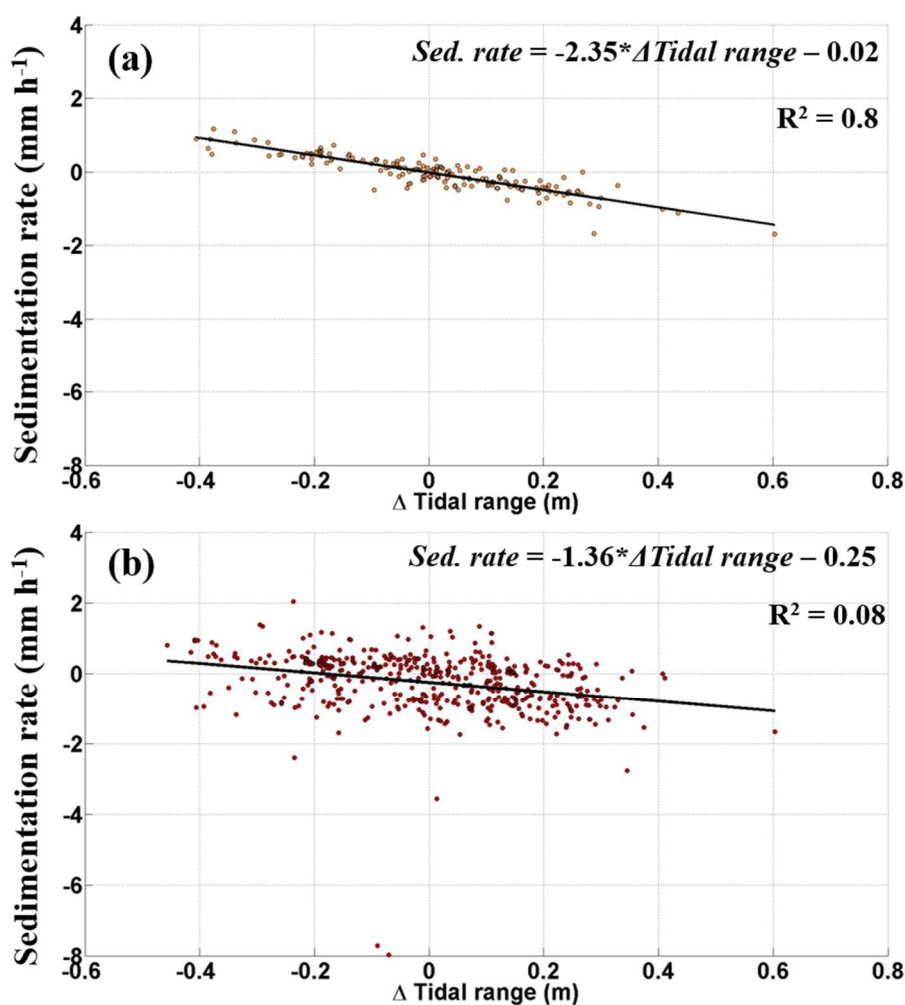 (a)
Sed. rate = -2.35*ΔTidal range – 0.02
R² = 0.8
Sedimentation rate (mm h⁻¹)
4
2
0
-2
-4
-6
-8
-0.6 -0.4 -0.2 0 0.2 0.4 0.6 0.8
Δ Tidal range (m)
(b)
Sed. rate = -1.36*ΔTidal range – 0.25
R² = 0.08
Sedimentation rate (mm h⁻¹)
4
2
0
-2
-4
-6
-8
-0.6 -0.4 -0.2 0 0.2 0.4 0.6 0.8
Δ Tidal range (m)